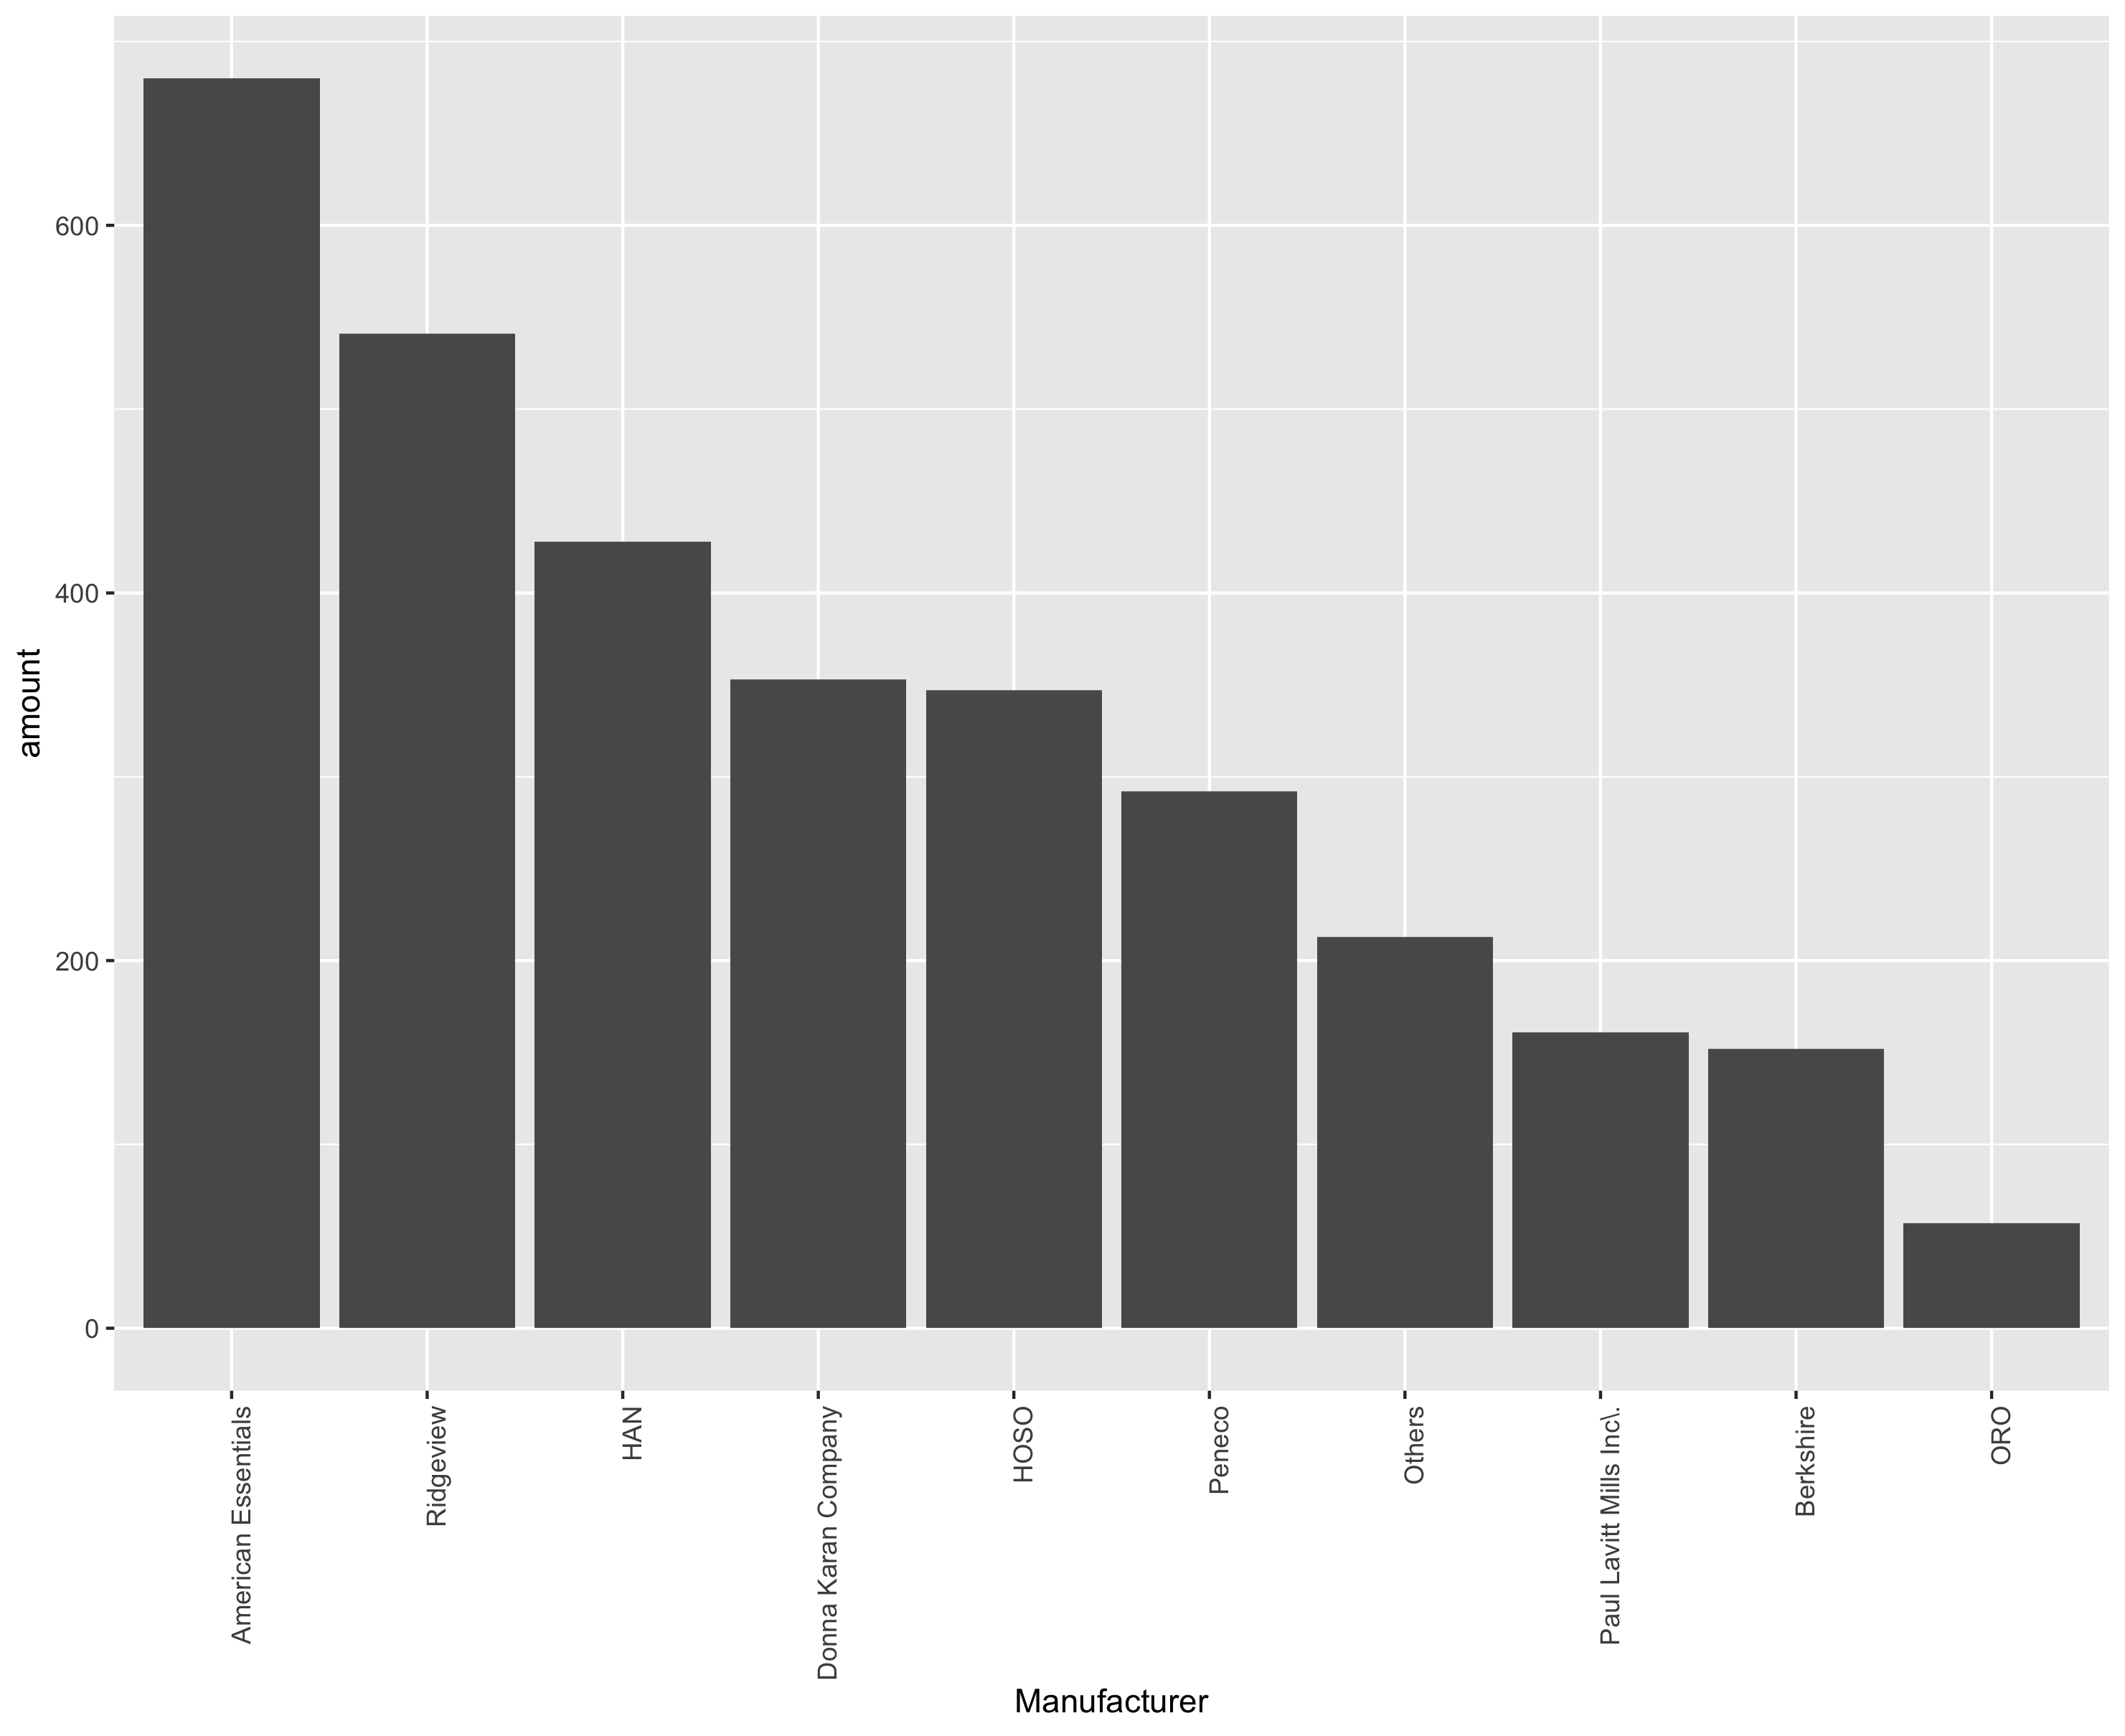 amount
600
400
200
0
American Essentials
Ridgeview
HAN
Donna Karan Company
HOSO
Peneco
Others
Paul Lavitt Mills Inc\.
Berkshire
ORO
Manufacturer